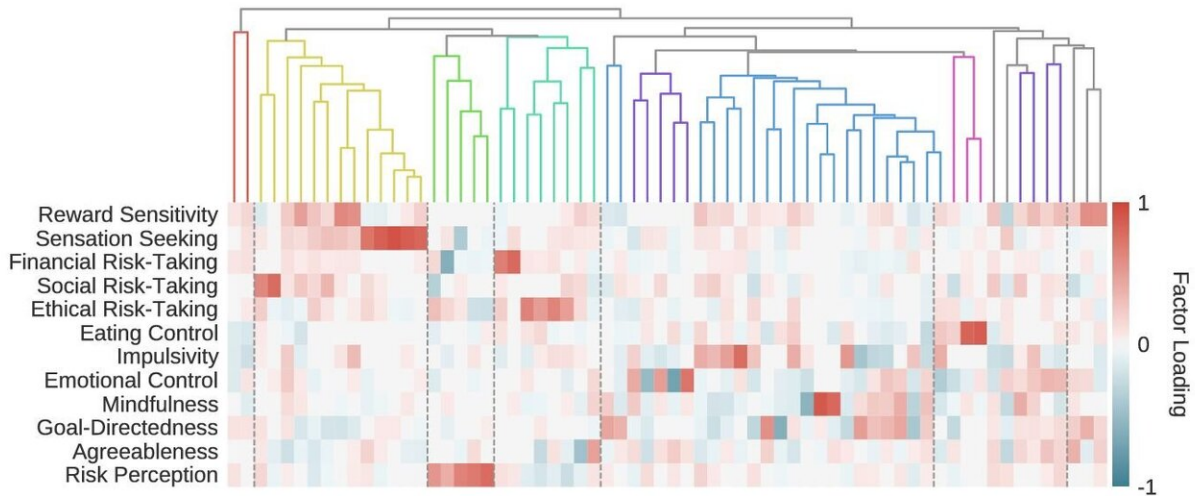 Reward Sensitivity
Sensation Seeking
Financial Risk-Taking
Social Risk-Taking
Ethical Risk-Taking
Eating Control
Impulsivity
Emotional Control
Mindfulness
Goal-Directedness
Agreeableness
Risk Perception
1
0
-1
Factor Loading